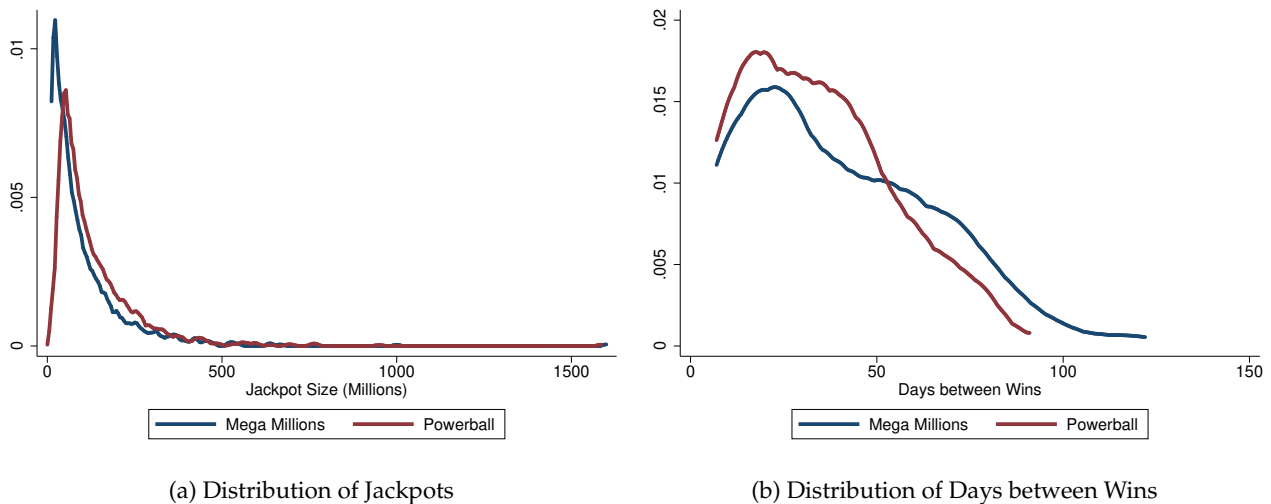 .01
.005
0
0 500 1000 1500
Jackpot Size (Millions)
Mega Millions Powerball
(a) Distribution of Jackpots
.02
.015
.01
.005
0
0 50 100 150
Days between Wins
Mega Millions Powerball
(b) Distribution of Days between Wins